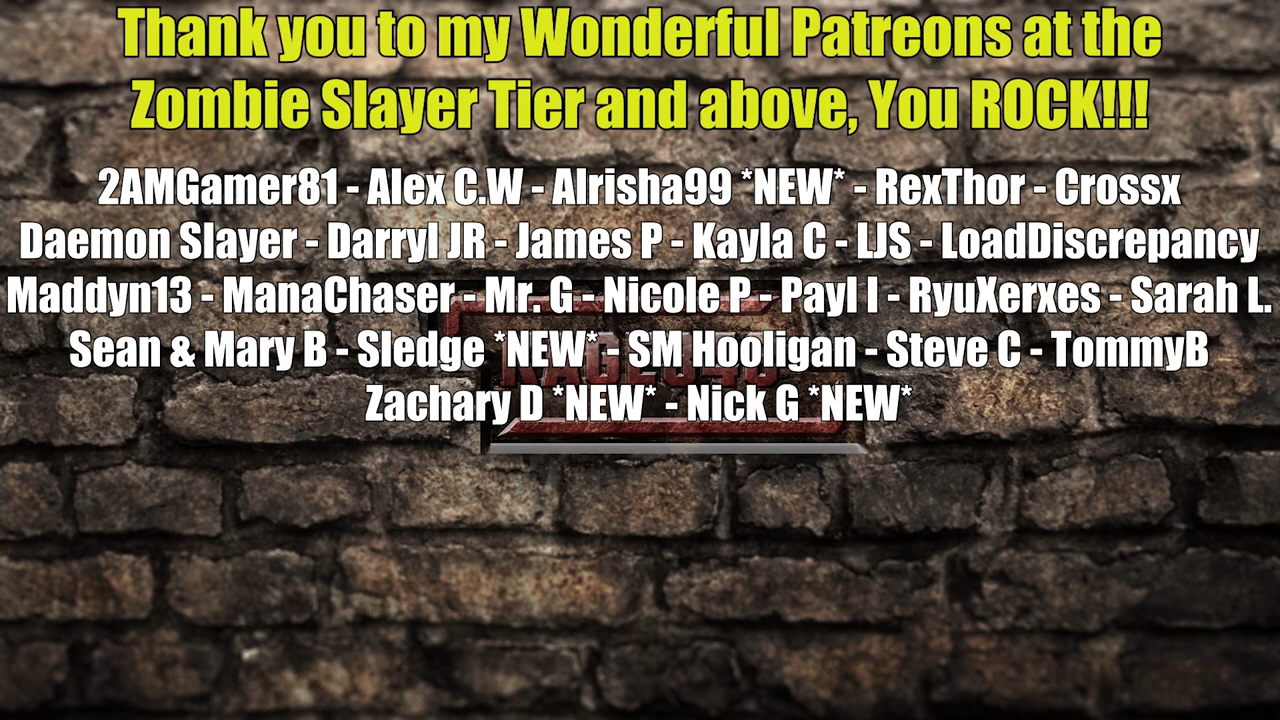 Thank you to my Wonderful Patreons at the
Zombie Slayer Tier and above, You ROCK!!!
2AMGamer81 - Alex C.W - Alrisha99 *NEW* - RexThor - Crossx
Daemon Slayer - Darryl JR - James P - Kayla C - LJS - LoadDiscrepancy
Maddyn13 - ManaChaser - Mr. G - Nicole P - Payl I - RyuXerxes - Sarah L.
Sean & Mary B - Sledge *NEW* - SM Hooligan - Steve C - TommyB
Zachary D *NEW* - Nick G *NEW*